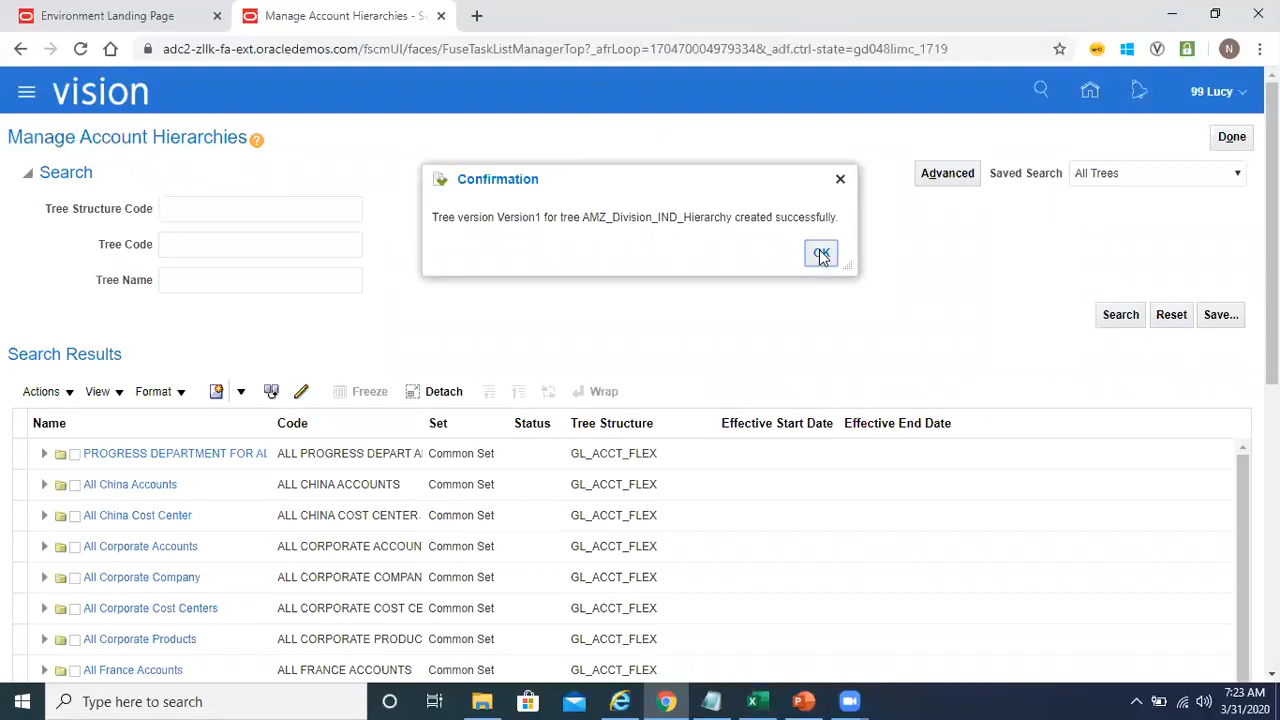 Environment Landing Page
Manage Account Hierarchies - Se
adc2-zllk-fa-ext.oracledemos.com/fscmUI/faces/FuseTaskListManagerTop?_afrLoop=170470004979334&_adf.ctrl-state=gd048limc_1719
N
vision
99 Lucy
Manage Account Hierarchies
?
Done
Search
Advanced
Saved Search
All Trees
Confirmation
Tree version Version1 for tree AMZ_Division_IND_Hierarchy created successfully.
OK
Tree Structure Code
Tree Code
Tree Name
Search
Reset
Save...
Search Results
Actions
View
Format
Freeze
Detach
Wrap
Name Code Set Status Tree Structure Effective Start Date Effective End Date
PROGRESS DEPARTMENT FOR AL ALL PROGRESS DEPART A Common Set GL_ACCT_FLEX
All China Accounts ALL CHINA ACCOUNTS Common Set GL_ACCT_FLEX
All China Cost Center ALL CHINA COST CENTER Common Set GL_ACCT_FLEX
All Corporate Accounts ALL CORPORATE ACCOUN Common Set GL_ACCT_FLEX
All Corporate Company ALL CORPORATE COMPAN Common Set GL_ACCT_FLEX
All Corporate Cost Centers ALL CORPORATE COST CE Common Set GL_ACCT_FLEX
All Corporate Products ALL CORPORATE PRODUC Common Set GL_ACCT_FLEX
All France Accounts ALL FRANCE ACCOUNTS Common Set GL_ACCT_FLEX
Type here to search
7:23 AM
3/31/2020